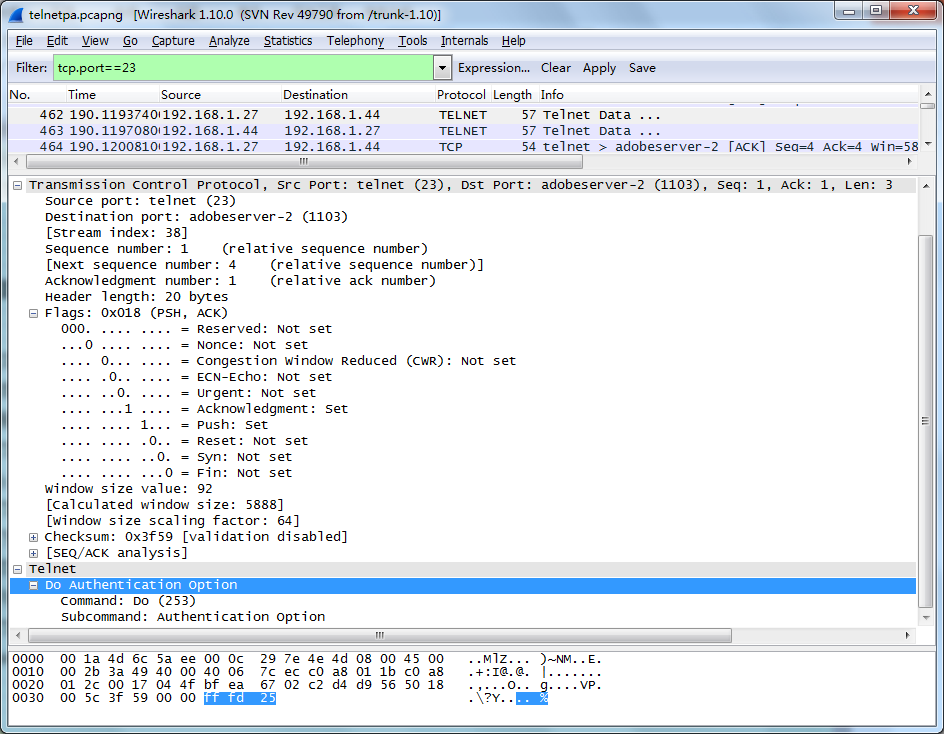 telnetpa.pcapng   [Wireshark 1.10.0  (SVN Rev 49790 from /trunk-1.10)]
File Edit View Go Capture Analyze Statistics Telephony Tools Internals Help
Filter: tcp.port==23 Expression... Clear Apply Save
No. Time Source Destination Protocol Length Info
462 190.1193740(192.168.1.27 192.168.1.44 TELNET 57 Telnet Data ...
463 190.1197080(192.168.1.44 192.168.1.27 TELNET 57 Telnet Data ...
464 190.1200810(192.168.1.27 192.168.1.44 TCP 54 telnet > adobeserver-2 [ACK] Seq=4 Ack=4 Win=58
Transmission Control Protocol, Src Port: telnet (23), Dst Port: adobeserver-2 (1103), Seq: 1, Ack: 1, Len: 3
Source port: telnet (23)
Destination port: adobeserver-2 (1103)
[Stream index: 38]
Sequence number: 1    (relative sequence number)
[Next sequence number: 4    (relative sequence number)]
Acknowledgment number: 1    (relative ack number)
Header length: 20 bytes
Flags: 0x018 (PSH, ACK)
000. .... .... = Reserved: Not set
...0 .... .... = Nonce: Not set
.... 0... .... = Congestion Window Reduced (CWR): Not set
.... .0.. .... = ECN-Echo: Not set
.... ..0. .... = Urgent: Not set
.... ...1 .... = Acknowledgment: Set
.... .... 1... = Push: Set
.... .... .0.. = Reset: Not set
.... .... ..0. = Syn: Not set
.... .... ...0 = Fin: Not set
Window size value: 92
[Calculated window size: 5888]
[Window size scaling factor: 64]
Checksum: 0x3f59 [validation disabled]
[SEQ/ACK analysis]
Telnet
Do Authentication Option
Command: Do (253)
Subcommand: Authentication Option
0000  00 1a 4d 6c 5a ee 00 0c  29 7e 4e 4d 08 00 45 00   ..MlZ... )~NM..E.
0010  00 2b 3a 49 40 00 40 06  7c ec c0 a8 01 1b c0 a8   .+:I@.@. |.......
0020  01 2c 00 17 04 4f bf ea  67 02 c2 d4 d9 56 50 18   .,...O.. g....VP.
0030  00 5c 3f 59 00 00 ff fd  25   .\?Y.... %